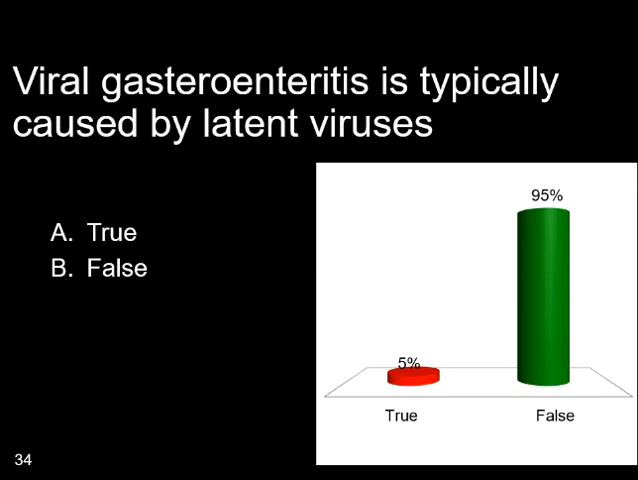 Viral gasteroenteritis is typically
caused by latent viruses
A. True
B. False
95%
5%
True
False
34